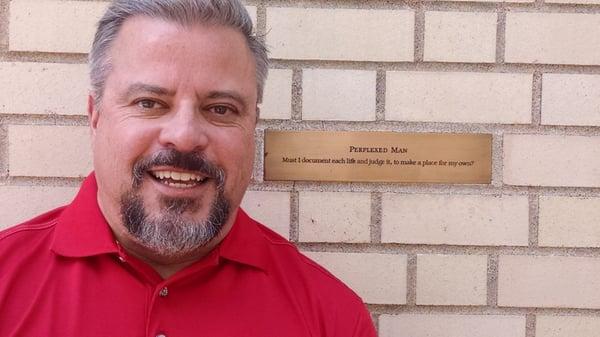 Perplexed Man
Must I document each life and judge it, to make a place for my own?